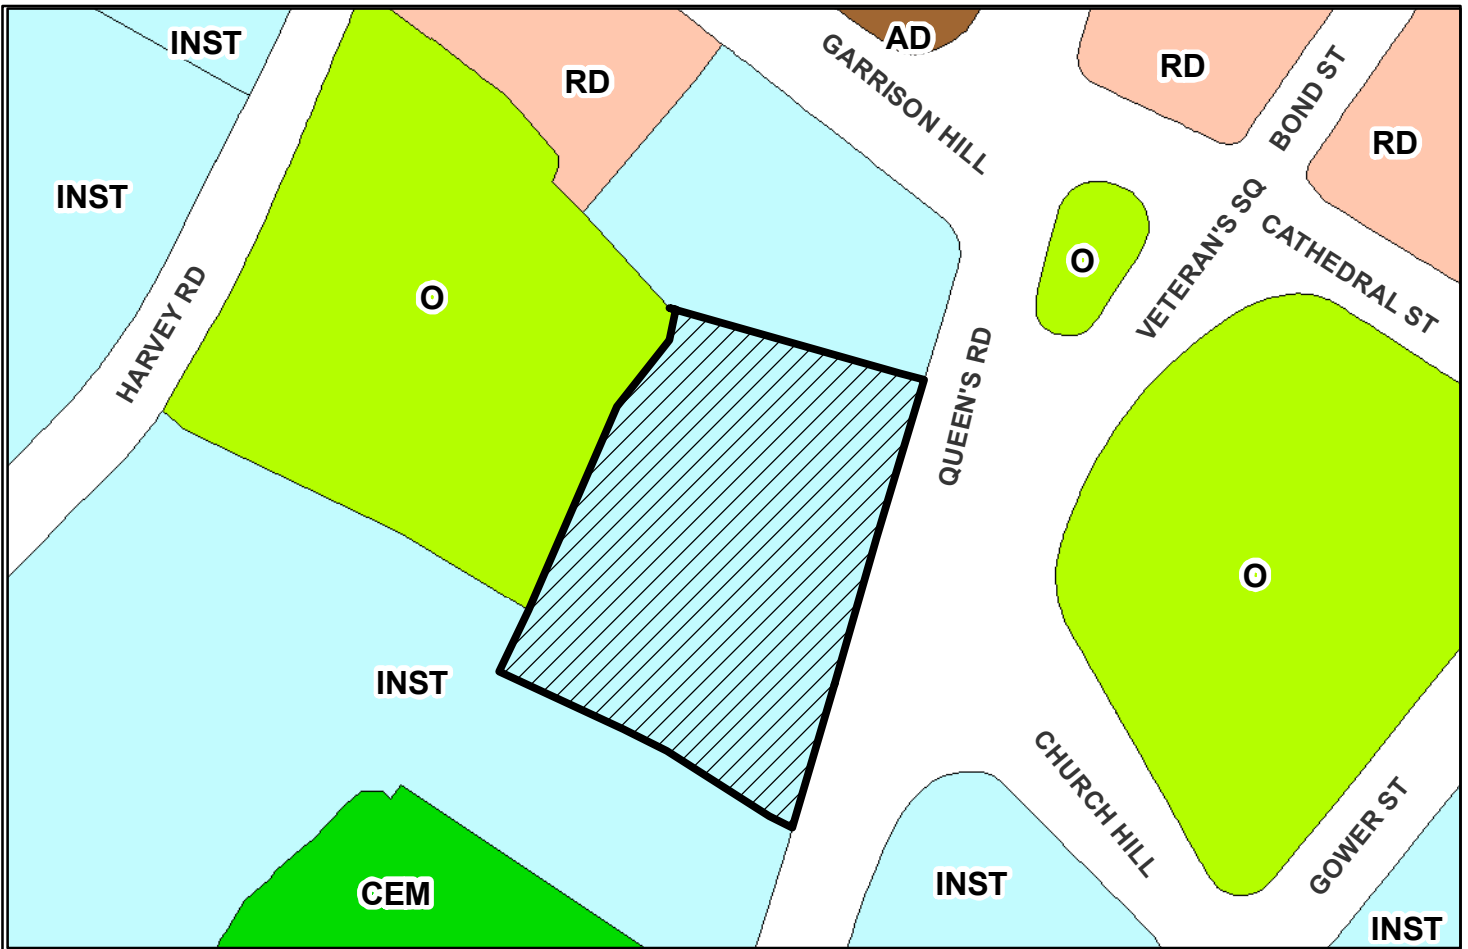 INST
AD
RD
RD
GARRISON HILL
BOND ST
RD
INST
VETERAN'S SQ
CATHEDRAL ST
O
O
HARVEY RD
QUEEN'S RD
O
INST
CHURCH HILL
GOWER ST
CEM
INST
INST